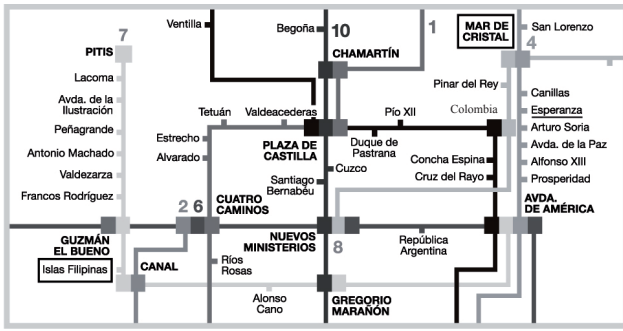 7
PITIS
Lacoma
Avda. de la
Ilustración
Peñagrande
Antonio Machado
Valdezarza
Francos Rodríguez
GUZMÁN
EL BUENO
Islas Filipinas
CANAL
Ventilla
Begoña
10
1
CHAMARTÍN
Tetuán
Valdeacederas
Estrecho
Alvarado
PLAZA DE
CASTILLA
Pío XII
Duque de
Pastrana
Cuzco
Santiago
Bernabéu
2
6
CUATRO
CAMINOS
Ríos
Rosas
NUEVOS
MINISTERIOS
8
República
Argentina
Alonso
Cano
GREGORIO
MARAÑÓN
MAR DE
CRISTAL
San Lorenzo
4
Pinar del Rey
Colombia
Canillas
Esperanza
Arturo Soria
Avda. de la Paz
Alfonso XIII
Prosperidad
Concha Espina
Cruz del Rayo
AVDA.
DE AMÉRICA